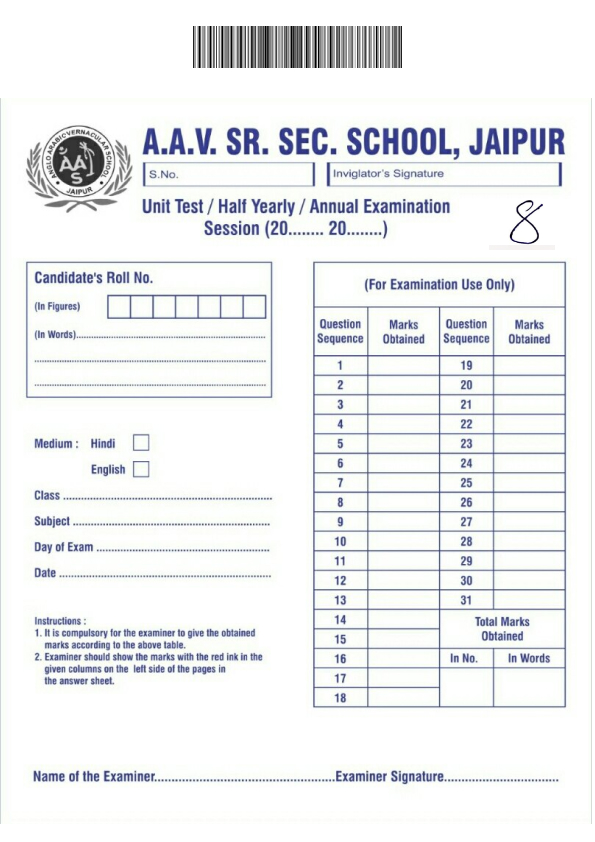 A.A.V. SR. SEC. SCHOOL, JAIPUR
S.No.
Invigilator's Signature
ANGLO ARABIC VERNACULAR SCHOOL
AAS
JAIPUR
Unit Test / Half Yearly / Annual Examination
Session (20........ 20........)
8
Candidate's Roll No.
(In Figures)
(In Words)
Medium : Hindi
English
Class
Subject
Day of Exam
Date
Instructions :
1. It is compulsory for the examiner to give the obtained
marks according to the above table.
2. Examiner should show the marks with the red ink in the
given columns on the left side of the pages in
the answer sheet.
(For Examination Use Only)
Question Sequence Marks Obtained Question Sequence Marks Obtained
1 19
2 20
3 21
4 22
5 23
6 24
7 25
8 26
9 27
10 28
11 29
12 30
13 31
14 Total Marks
15 Obtained
16 In No. In Words
17
18
Name of the Examiner Examiner Signature